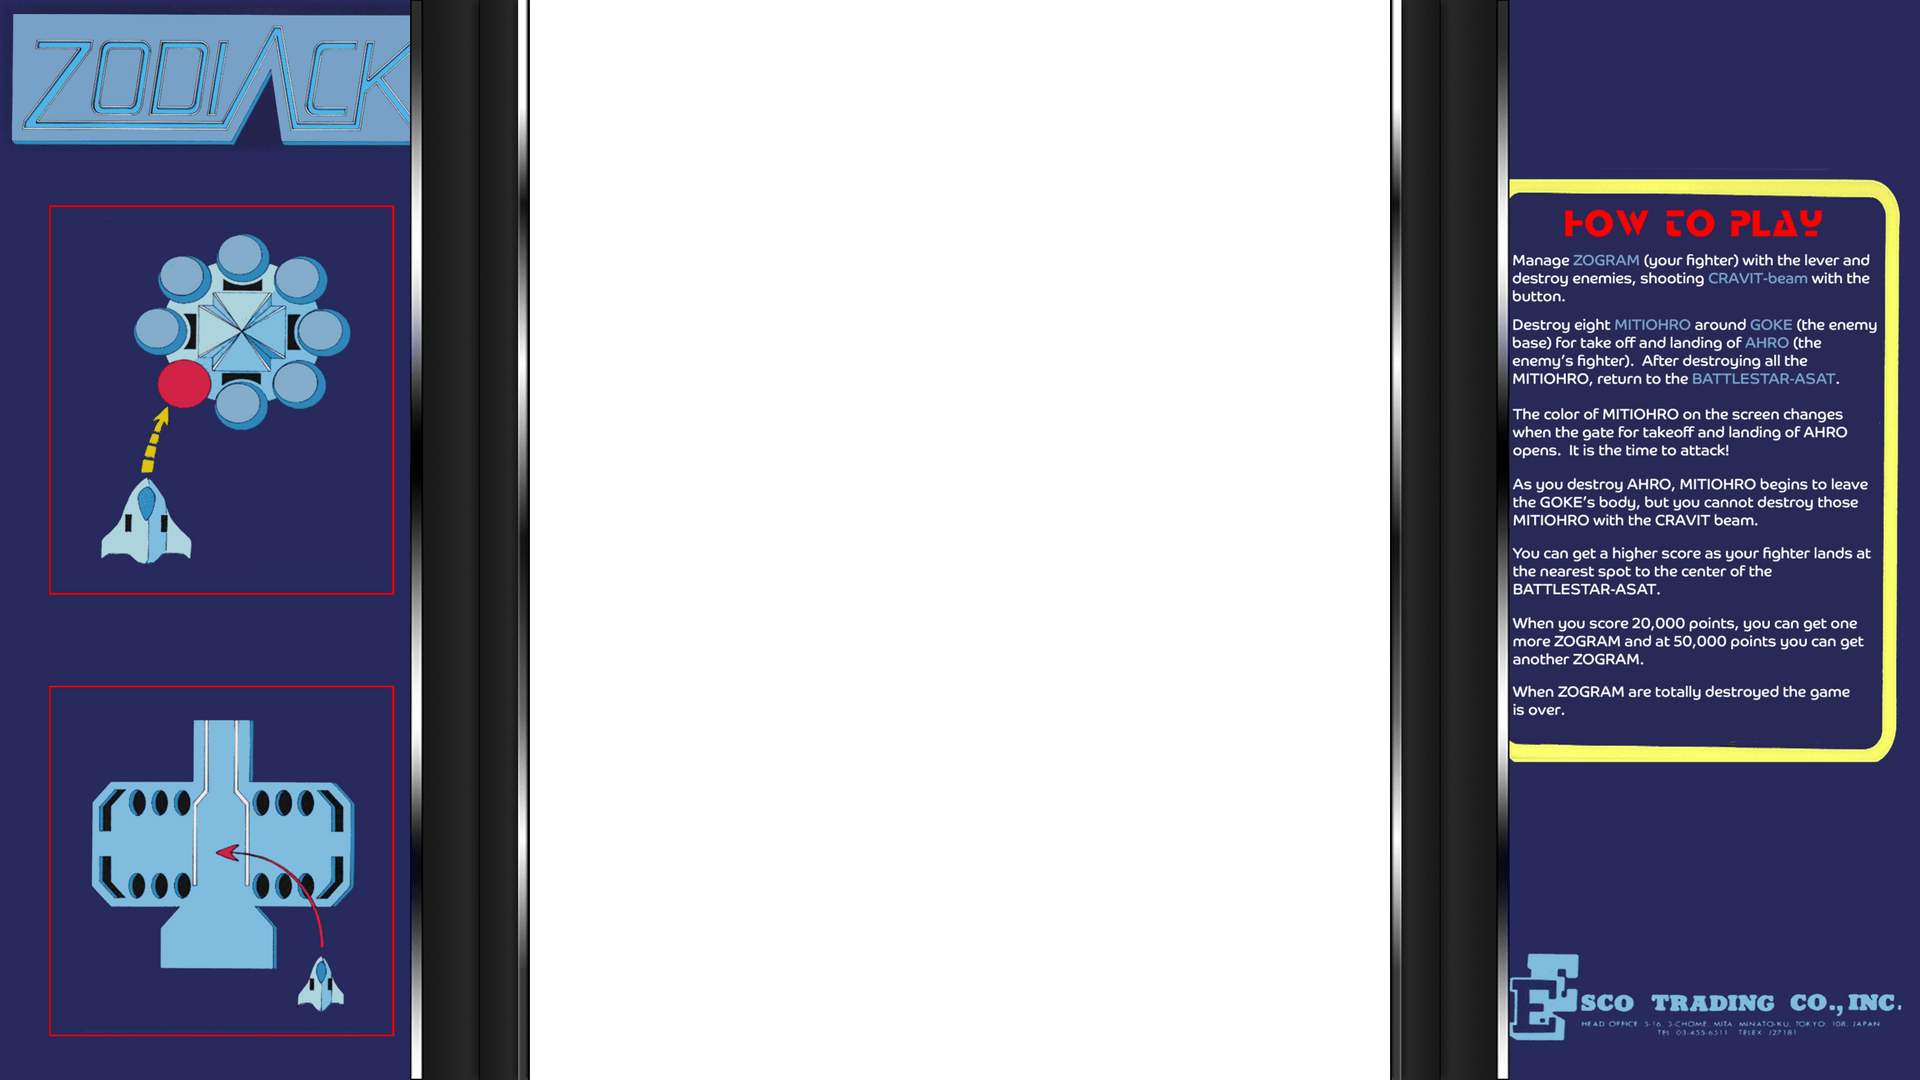 ZODIACK
HOW TO PLAY
Manage ZOGRAM (your fighter) with the lever and
destroy enemies, shooting CRAVIT-beam with the
button.
Destroy eight MITIOHRO around GOKE (the enemy
base) for take off and landing of AHRO (the
enemy's fighter).  After destroying all the
MITIOHRO, return to the BATTLESTAR-ASAT.
The color of MITIOHRO on the screen changes
when the gate for takeoff and landing of AHRO
opens.  It is the time to attack!
As you destroy AHRO, MITIOHRO begins to leave
the GOKE's body, but you cannot destroy those
MITIOHRO with the CRAVIT beam.
You can get a higher score as your fighter lands at
the nearest spot to the center of the
BATTLESTAR-ASAT.
When you score 20,000 points, you can get one
more ZOGRAM and at 50,000 points you can get
another ZOGRAM.
When ZOGRAM are totally destroyed the game
is over.
ESCO TRADING CO., INC.
HEAD OFFICE 5-16, 3-CHOME, MITA, MINATO-KU, TOKYO, 108, JAPAN
TEL 03-455-6511 TELEX J27181